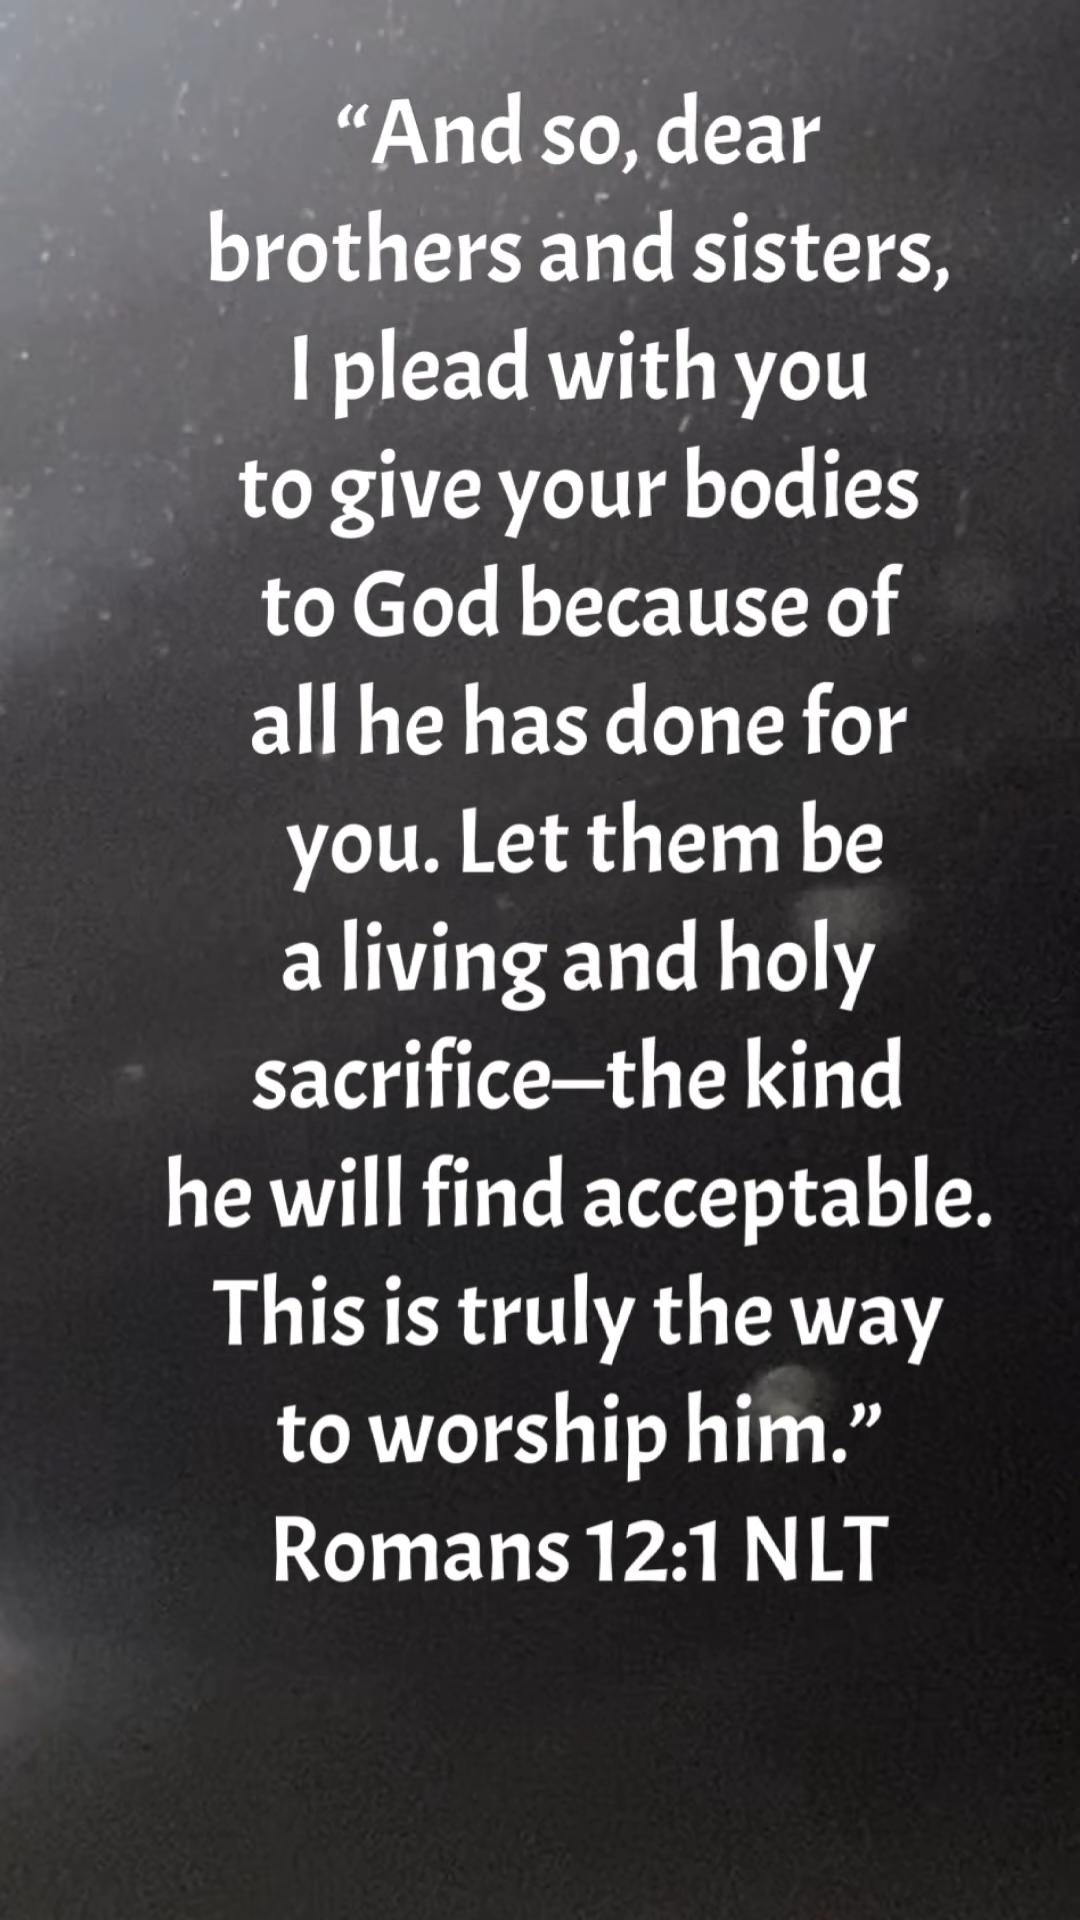 “And so, dear
brothers and sisters,
I plead with you
to give your bodies
to God because of
all he has done for
you. Let them be
a living and holy
sacrifice—the kind
he will find acceptable.
This is truly the way
to worship him.”
Romans 12:1 NLT